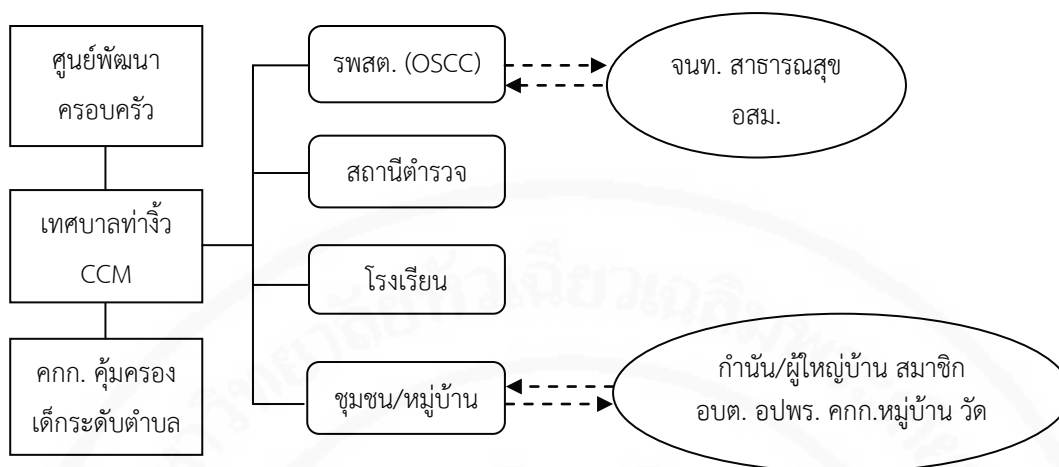 ศูนย์พัฒนา
ครอบครัว
เทศบาลท่างิ้ว
CCM
คกก. คุ้มครอง
เด็กระดับตำบล
รพสต. (OSCC)
สถานีตำรวจ
โรงเรียน
ชุมชน/หมู่บ้าน
จนท. สาธารณสุข
อสม.
กำนัน/ผู้ใหญ่บ้าน สมาชิก
อบต. อปพร. คกก.หมู่บ้าน วัด